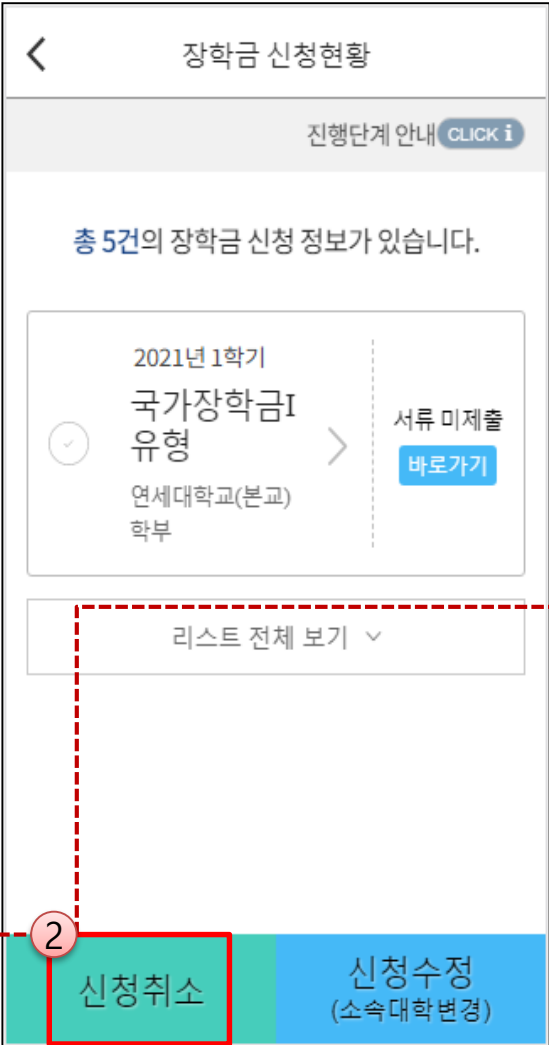 장학금 신청현황
진행단계 안내 CLICK i
총 5건의 장학금 신청 정보가 있습니다.
2021년 1학기
국가장학금I
유형
연세대학교(본교)
학부
서류 미제출
바로가기
리스트 전체 보기
2
신청취소
신청수정
(소속대학변경)